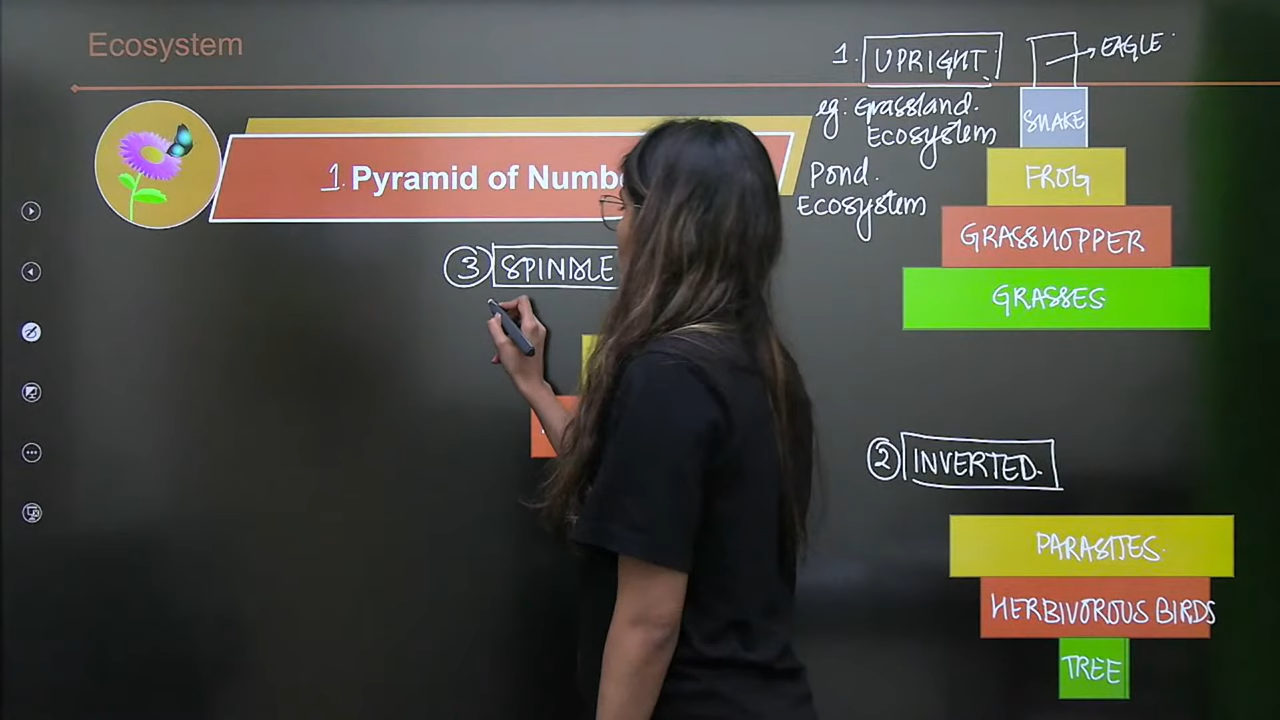 Ecosystem
1. Pyramid of Numbe
1. UPRIGHT.
eg: Grassland.
Ecosystem
Pond.
Ecosystem
EAGLE
SNAKE
FROG
GRASSHOPPER
GRASSES
③ SPINDLE
② INVERTED.
PARASITES.
HERBIVOROUS BIRDS
TREE